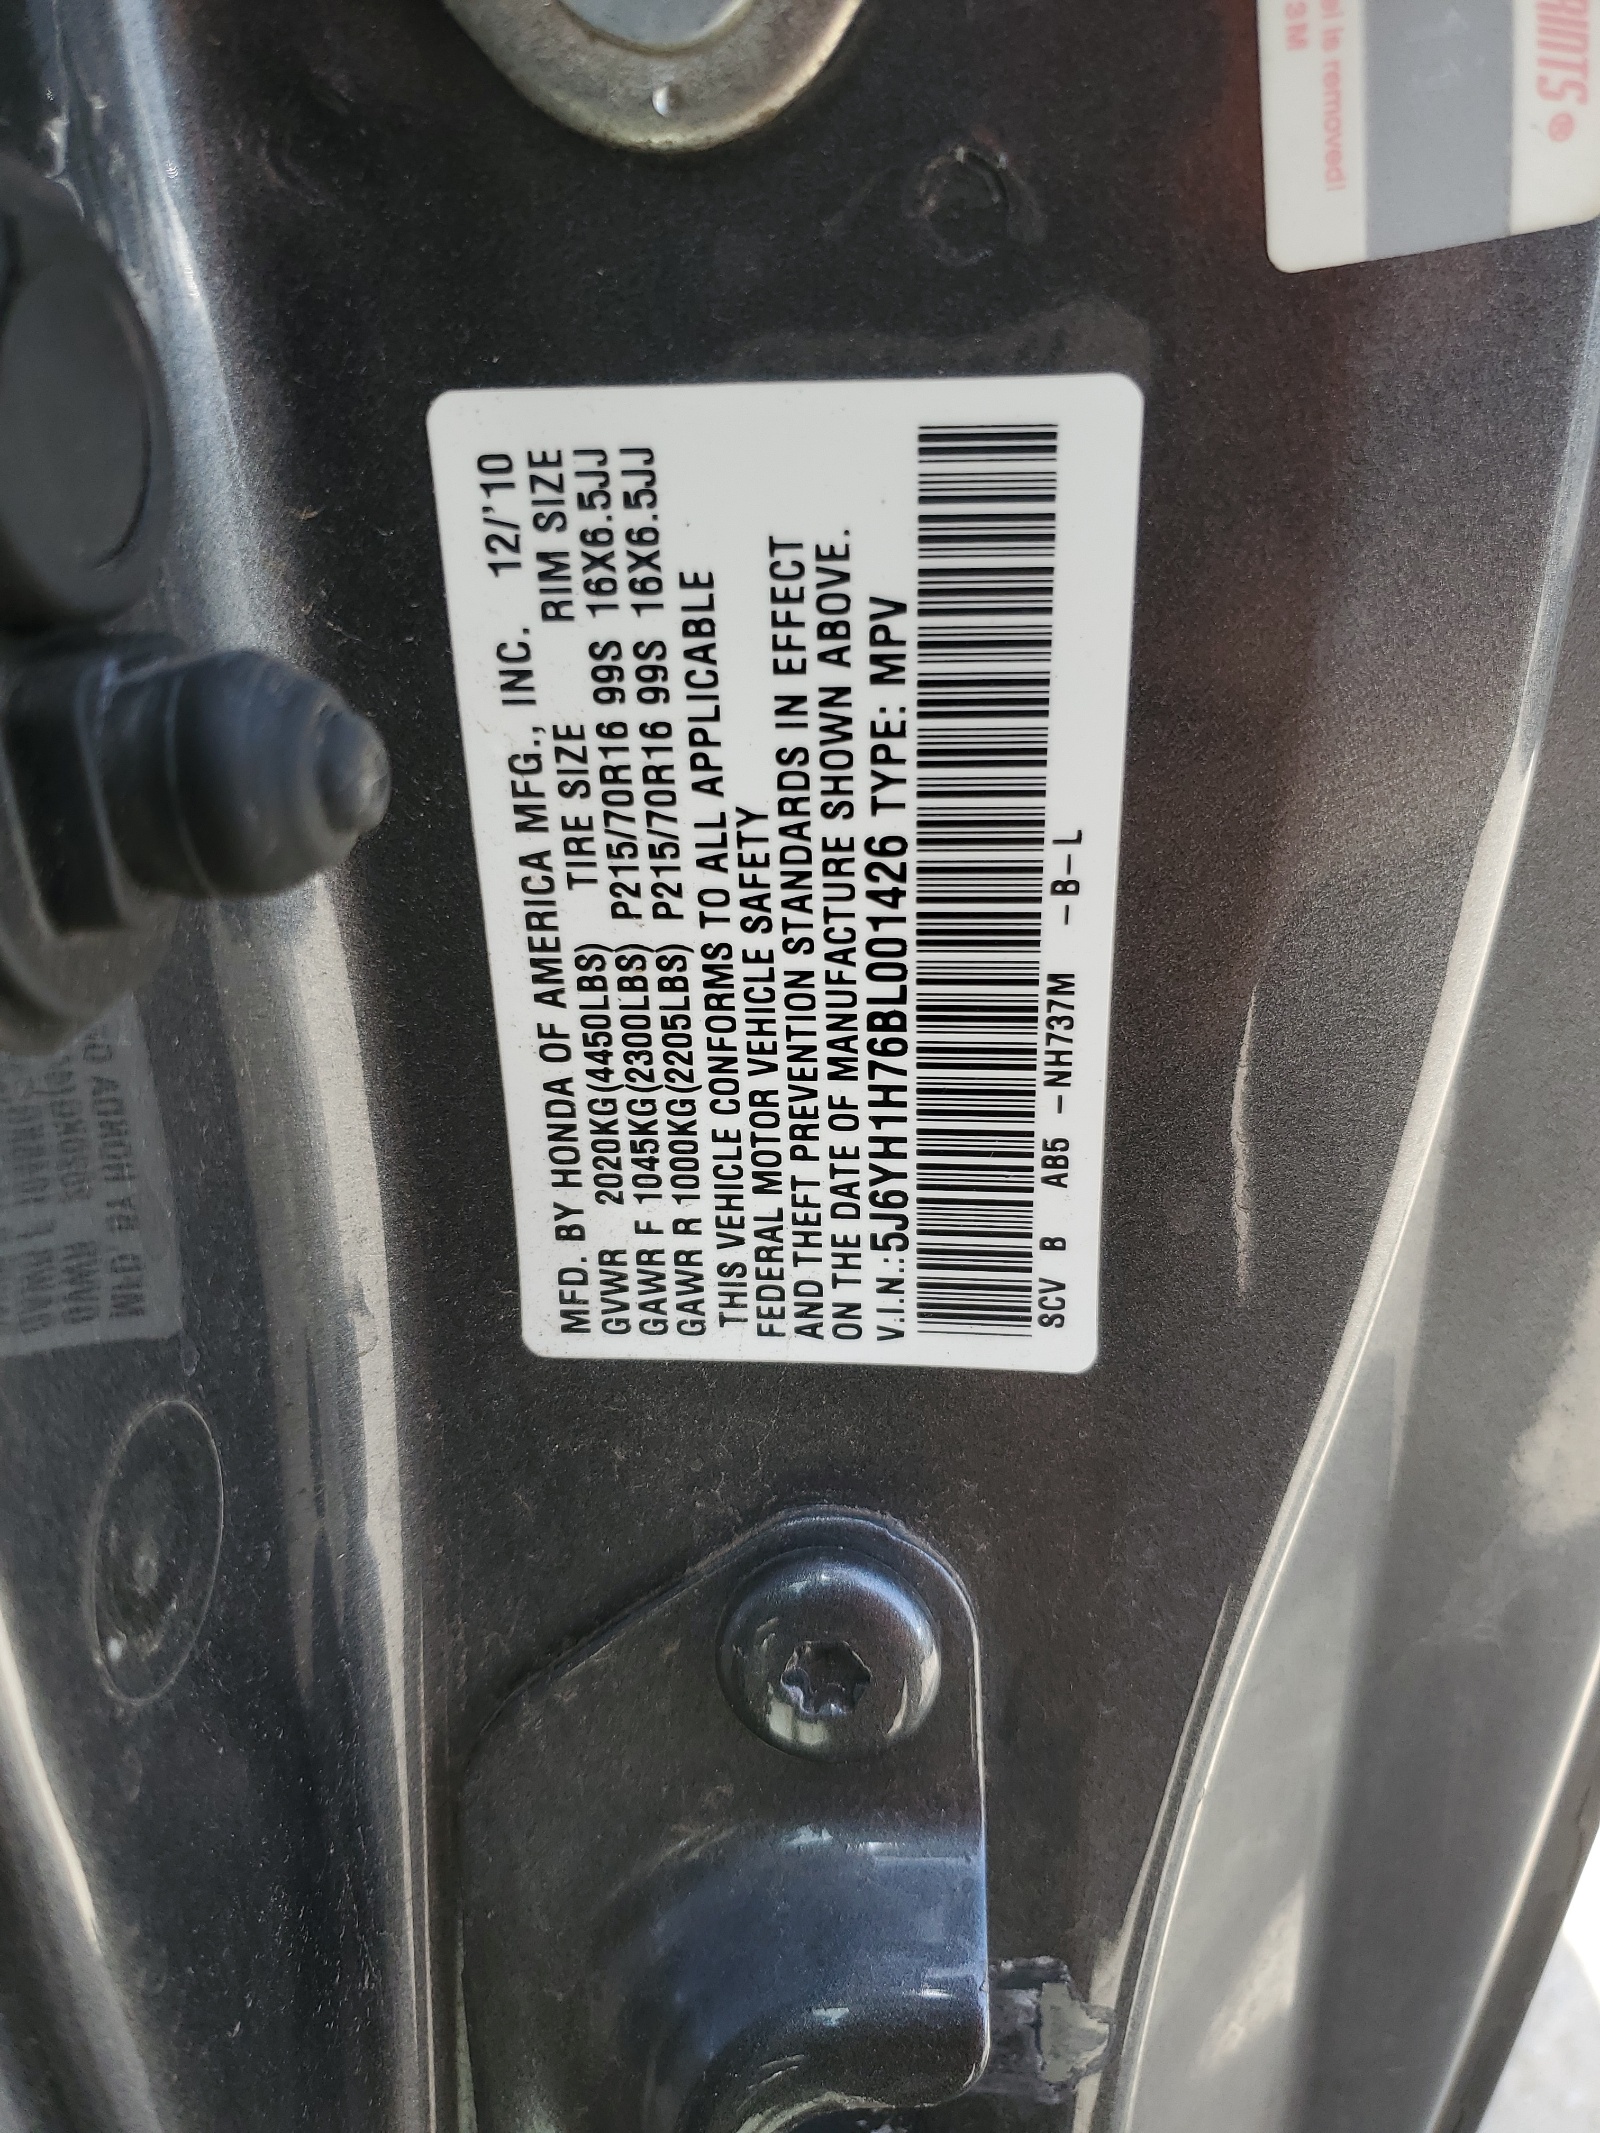 MFD. BY HONDA OF AMERICA MFG., INC. 12/'10
GVWR 2020KG(4450LBS) TIRE SIZE RIM SIZE
GAWR F 1045KG(2300LBS) P215/70R16 99S 16X6.5JJ
GAWR R 1000KG(2205LBS) P215/70R16 99S 16X6.5JJ
THIS VEHICLE CONFORMS TO ALL APPLICABLE
FEDERAL MOTOR VEHICLE SAFETY
AND THEFT PREVENTION STANDARDS IN EFFECT
ON THE DATE OF MANUFACTURE SHOWN ABOVE.
V.I.N.:5J6YH1H76BL001426 TYPE: MPV
SCV B AB5 -NH737M -B-L
is removed!
3M